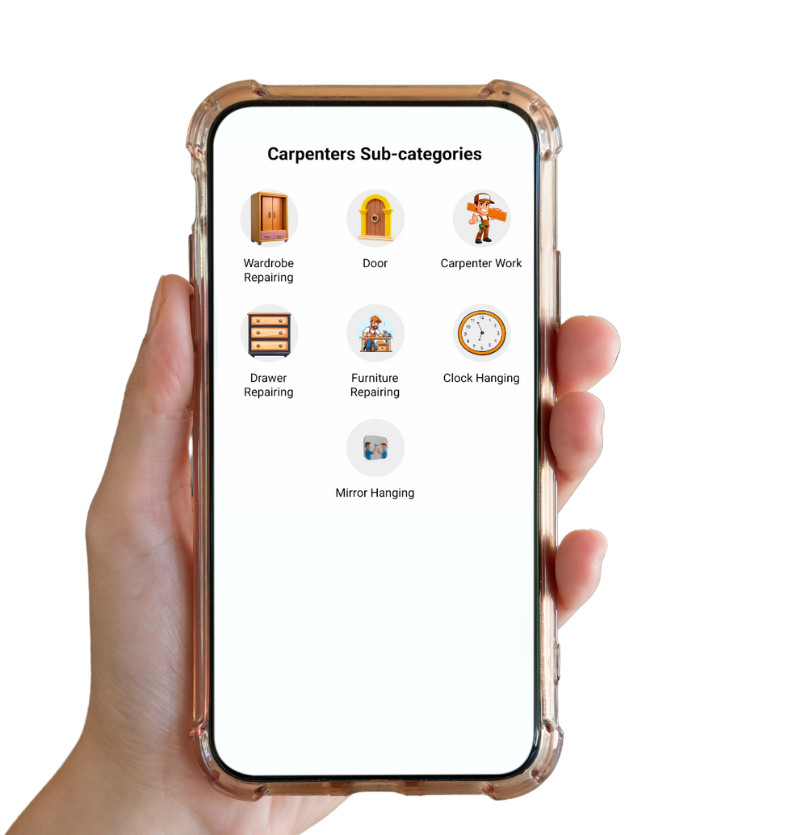 Carpenters Sub-categories
Wardrobe
Repairing
Door
Carpenter Work
Drawer
Repairing
Furniture
Repairing
Clock Hanging
Mirror Hanging